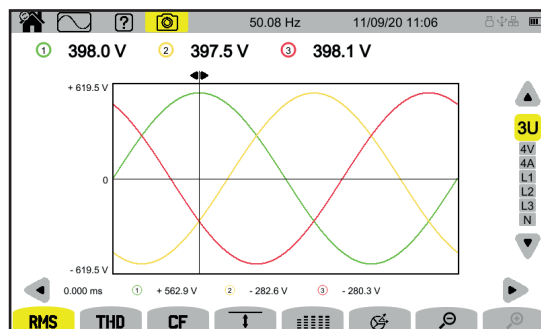 ? 50.08 Hz 11/09/20 11:06
1 398.0 V 2 397.5 V 3 398.1 V
+ 619.5 V
0
- 619.5 V
3U
4V
4A
L1
L2
L3
N
0.000 ms 1 + 562.9 V 2 - 282.6 V 3 - 280.3 V
RMS THD CF